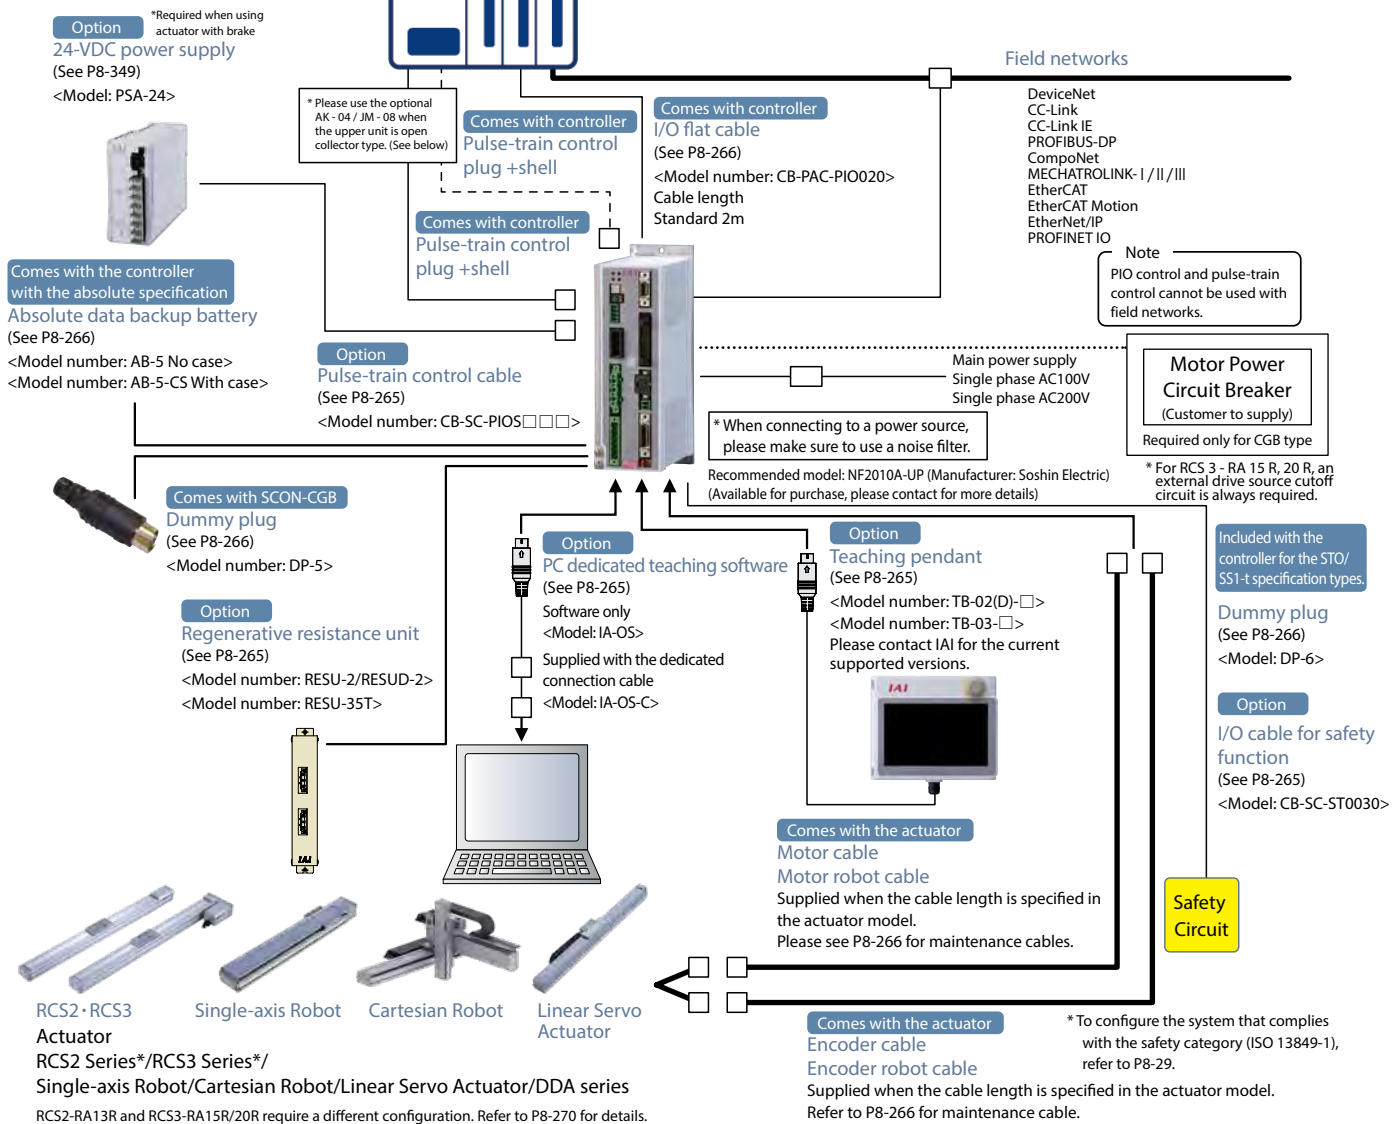 Option
*Required when using
actuator with brake
24-VDC power supply
(See P8-349)
<Model: PSA-24>
* Please use the optional
AK - 04 / JM - 08 when
the upper unit is open
collector type. (See below)
Comes with controller
Pulse-train control
plug +shell
Comes with controller
Pulse-train control
plug +shell
Comes with controller
I/O flat cable
(See P8-266)
<Model number: CB-PAC-PIO020>
Cable length
Standard 2m
Field networks
DeviceNet
CC-Link
CC-Link IE
PROFIBUS-DP
CompoNet
MECHATROLINK- I / II / III
EtherCAT
EtherCAT Motion
EtherNet/IP
PROFINET IO
Note
PIO control and pulse-train
control cannot be used with
field networks.
Comes with the controller
with the absolute specification
Absolute data backup battery
(See P8-266)
<Model number: AB-5 No case>
<Model number: AB-5-CS With case>
Option
Pulse-train control cable
(See P8-265)
<Model number: CB-SC-PIOS□□□>
Main power supply
Single phase AC100V
Single phase AC200V
Motor Power
Circuit Breaker
(Customer to supply)
Required only for CGB type
* For RCS 3 - RA 15 R, 20 R, an
external drive source cutoff
circuit is always required.
* When connecting to a power source,
please make sure to use a noise filter.
Recommended model: NF2010A-UP (Manufacturer: Soshin Electric)
(Available for purchase, please contact for more details)
Comes with SCON-CGB
Dummy plug
(See P8-266)
<Model number: DP-5>
Option
Regenerative resistance unit
(See P8-265)
<Model number: RESU-2/RESUD-2>
<Model number: RESU-35T>
Option
PC dedicated teaching software
(See P8-265)
Software only
<Model: IA-OS>
Supplied with the dedicated
connection cable
<Model: IA-OS-C>
Option
Teaching pendant
(See P8-265)
<Model number: TB-02(D)-□>
<Model number: TB-03-□>
Please contact IAI for the current
supported versions.
IAI
IAI
Included with the
controller for the STO/
SS1-t specification types.
Dummy plug
(See P8-266)
<Model: DP-6>
Option
I/O cable for safety
function
(See P8-265)
<Model: CB-SC-ST0030>
Safety
Circuit
Comes with the actuator
Motor cable
Motor robot cable
Supplied when the cable length is specified in
the actuator model.
Please see P8-266 for maintenance cables.
RCS2・RCS3
Single-axis Robot
Cartesian Robot
Linear Servo
Actuator
Actuator
RCS2 Series*/RCS3 Series*/
Single-axis Robot/Cartesian Robot/Linear Servo Actuator/DDA series
RCS2-RA13R and RCS3-RA15R/20R require a different configuration. Refer to P8-270 for details.
Comes with the actuator
Encoder cable
Encoder robot cable
Supplied when the cable length is specified in the actuator model.
Refer to P8-266 for maintenance cable.
* To configure the system that complies
with the safety category (ISO 13849-1),
refer to P8-29.